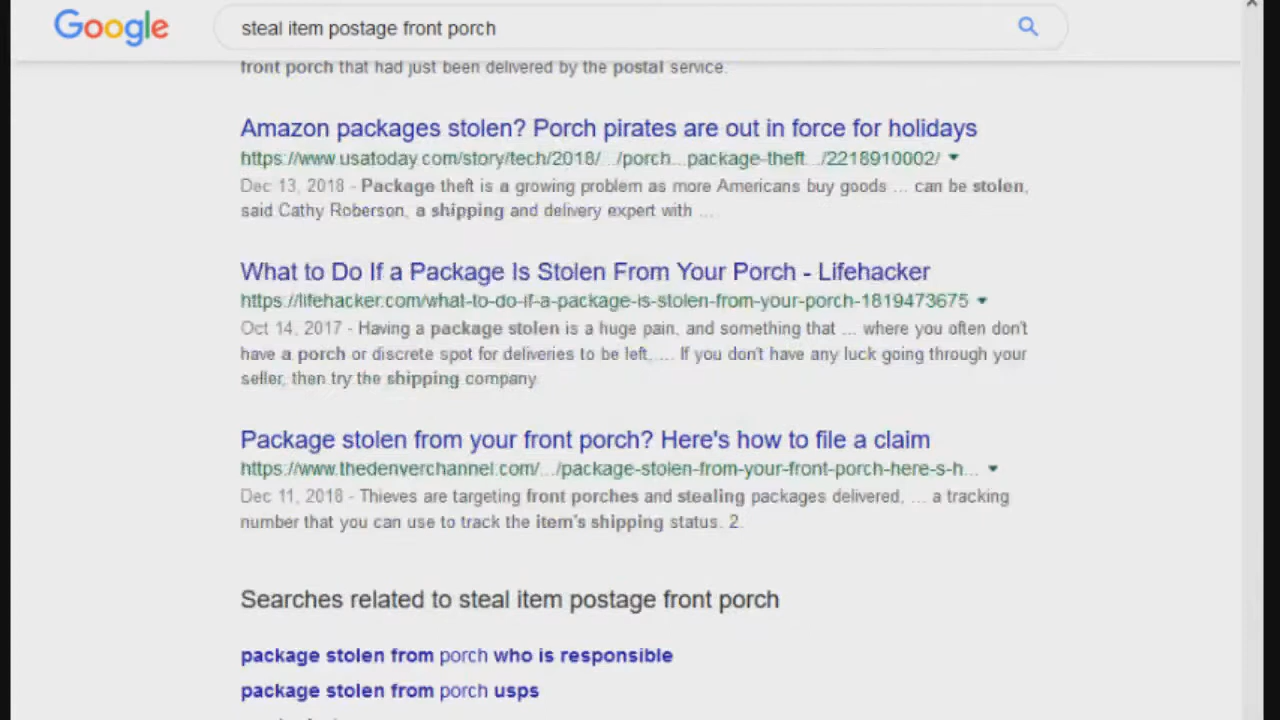 Google
steal item postage front porch
front porch that had just been delivered by the postal service.
Amazon packages stolen? Porch pirates are out in force for holidays
https://www.usatoday.com/story/tech/2018/.../porch...package-theft.../2218910002/
Dec 13, 2018 - Package theft is a growing problem as more Americans buy goods ... can be stolen,
said Cathy Roberson, a shipping and delivery expert with ...
What to Do If a Package Is Stolen From Your Porch - Lifehacker
https://lifehacker.com/what-to-do-if-a-package-is-stolen-from-your-porch-1819473675
Oct 14, 2017 - Having a package stolen is a huge pain, and something that ... where you often don't
have a porch or discrete spot for deliveries to be left, ... If you don't have any luck going through your
seller, then try the shipping company.
Package stolen from your front porch? Here's how to file a claim
https://www.thedenverchannel.com/.../package-stolen-from-your-front-porch-here-s-h...
Dec 11, 2018 - Thieves are targeting front porches and stealing packages delivered, ... a tracking
number that you can use to track the item's shipping status. 2.
Searches related to steal item postage front porch
package stolen from porch who is responsible
package stolen from porch usps